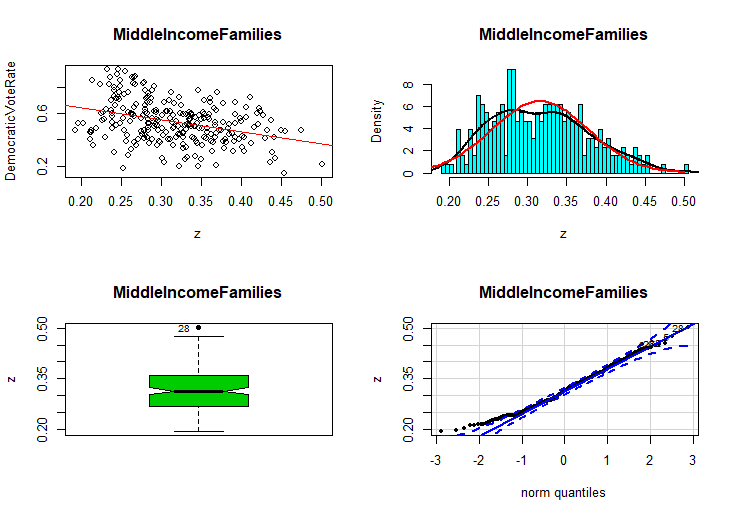 MiddleIncomeFamilies
DemocraticVoteRate
0.2 0.6
0.20 0.25 0.30 0.35 0.40 0.45 0.50
z
MiddleIncomeFamilies
Density
0 2 4 6 8
0.20 0.25 0.30 0.35 0.40 0.45 0.50
z
MiddleIncomeFamilies
z
0.20 0.35 0.50
28
MiddleIncomeFamilies
z
0.20 0.35 0.50
28
-3 -2 -1 0 1 2 3
norm quantiles